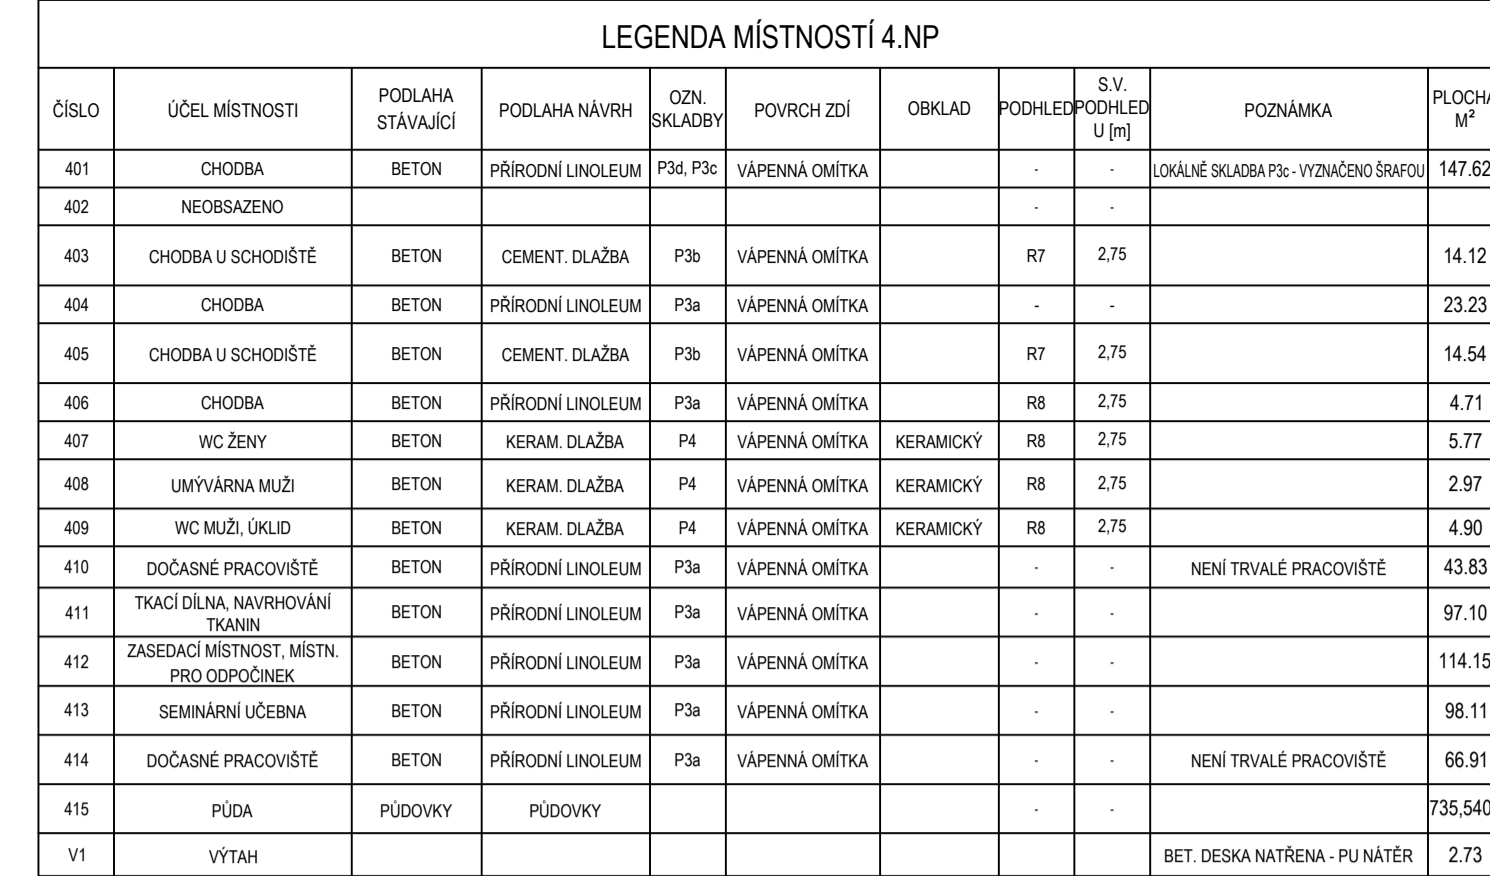 LEGENDA MÍSTNOSTÍ 4.NP
ČÍSLO ÚČEL MÍSTNOSTI PODLAHA STÁVAJÍCÍ PODLAHA NÁVRH OZN. SKLADBY POVRCH ZDÍ OBKLAD PODHLED S.V. PODHLED U [m] POZNÁMKA PLOCHA M²
401 CHODBA BETON PŘÍRODNÍ LINOLEUM P3d, P3c VÁPENNÁ OMÍTKA - - LOKÁLNĚ SKLADBA P3c - VYZNAČENO ŠRAFOU 147.62
402 NEOBSAZENO - -
403 CHODBA U SCHODIŠTĚ BETON CEMENT. DLAŽBA P3b VÁPENNÁ OMÍTKA R7 2,75 14.12
404 CHODBA BETON PŘÍRODNÍ LINOLEUM P3a VÁPENNÁ OMÍTKA - - 23.23
405 CHODBA U SCHODIŠTĚ BETON CEMENT. DLAŽBA P3b VÁPENNÁ OMÍTKA R7 2,75 14.54
406 CHODBA BETON PŘÍRODNÍ LINOLEUM P3a VÁPENNÁ OMÍTKA R8 2,75 4.71
407 WC ŽENY BETON KERAM. DLAŽBA P4 VÁPENNÁ OMÍTKA KERAMICKÝ R8 2,75 5.77
408 UMÝVÁRNA MUŽI BETON KERAM. DLAŽBA P4 VÁPENNÁ OMÍTKA KERAMICKÝ R8 2,75 2.97
409 WC MUŽI, ÚKLID BETON KERAM. DLAŽBA P4 VÁPENNÁ OMÍTKA KERAMICKÝ R8 2,75 4.90
410 DOČASNÉ PRACOVIŠTĚ BETON PŘÍRODNÍ LINOLEUM P3a VÁPENNÁ OMÍTKA - - NENÍ TRVALÉ PRACOVIŠTĚ 43.83
411 TKACÍ DÍLNA, NAVRHOVÁNÍ TKANIN BETON PŘÍRODNÍ LINOLEUM P3a VÁPENNÁ OMÍTKA - - 97.10
412 ZASEDACÍ MÍSTNOST, MÍSTN. PRO ODPOČINEK BETON PŘÍRODNÍ LINOLEUM P3a VÁPENNÁ OMÍTKA - - 114.15
413 SEMINÁRNÍ UČEBNA BETON PŘÍRODNÍ LINOLEUM P3a VÁPENNÁ OMÍTKA - - 98.11
414 DOČASNÉ PRACOVIŠTĚ BETON PŘÍRODNÍ LINOLEUM P3a VÁPENNÁ OMÍTKA - - NENÍ TRVALÉ PRACOVIŠTĚ 66.91
415 PŮDA PŮDOVKY PŮDOVKY - - 735,540
V1 VÝTAH BET. DESKA NATŘENA - PU NÁTĚR 2.73